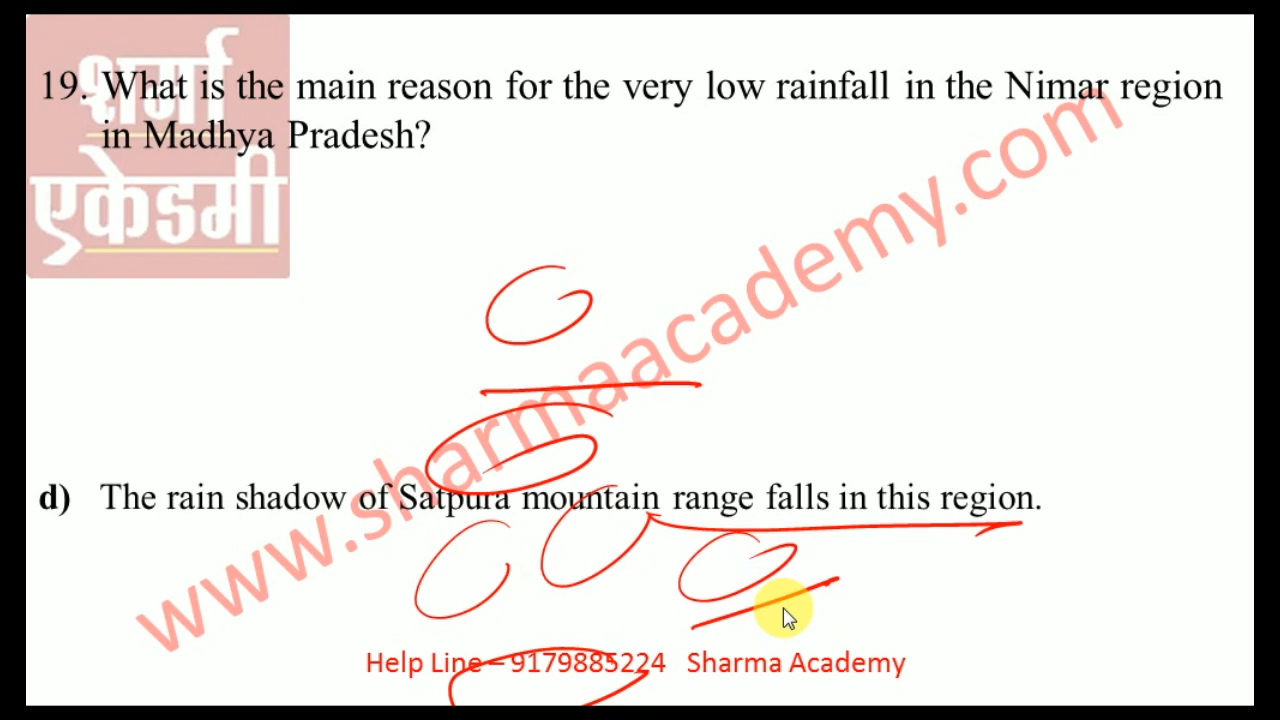 शर्मा
एकेडमी
19. What is the main reason for the very low rainfall in the Nimar region
in Madhya Pradesh?
www.sharmaacademy.com
d) The rain shadow of Satpura mountain range falls in this region.
Help Line – 9179885224 Sharma Academy